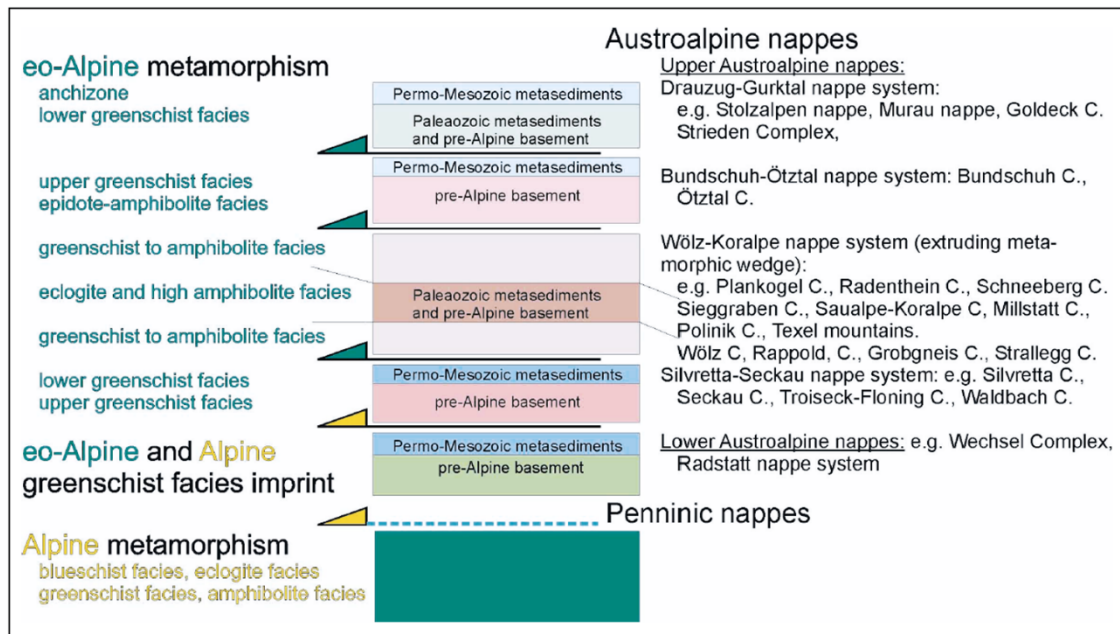 Austroalpine nappes
eo-Alpine metamorphism
anchizone
lower greenschist facies
Permo-Mesozoic metasediments
Paleaozoic metasediments
and pre-Alpine basement
Upper Austroalpine nappes:
Drauzug-Gurktal nappe system:
e.g. Stolzalpen nappe, Murau nappe, Goldeck C.
Strieden Complex,
upper greenschist facies
epidote-amphibolite facies
Permo-Mesozoic metasediments
pre-Alpine basement
Bundschuh-Ötztal nappe system: Bundschuh C.,
Ötztal C.
greenschist to amphibolite facies
eclogite and high amphibolite facies
greenschist to amphibolite facies
Paleaozoic metasediments
and pre-Alpine basement
Wölz-Koralpe nappe system (extruding meta-
morphic wedge):
e.g. Plankogel C., Radenthein C., Schneeberg C.
Sieggraben C., Saualpe-Koralpe C, Millstatt C.,
Polinik C., Texel mountains.
Wölz C, Rappold, C., Grobgneis C., Strallegg C.
lower greenschist facies
upper greenschist facies
Permo-Mesozoic metasediments
pre-Alpine basement
Silvretta-Seckau nappe system: e.g. Silvretta C.,
Seckau C., Troiseck-Floning C., Waldbach C.
eo-Alpine and Alpine
greenschist facies imprint
Permo-Mesozoic metasediments
pre-Alpine basement
Lower Austroalpine nappes: e.g. Wechsel Complex,
Radstatt nappe system
Penninic nappes
Alpine metamorphism
blueschist facies, eclogite facies
greenschist facies, amphibolite facies